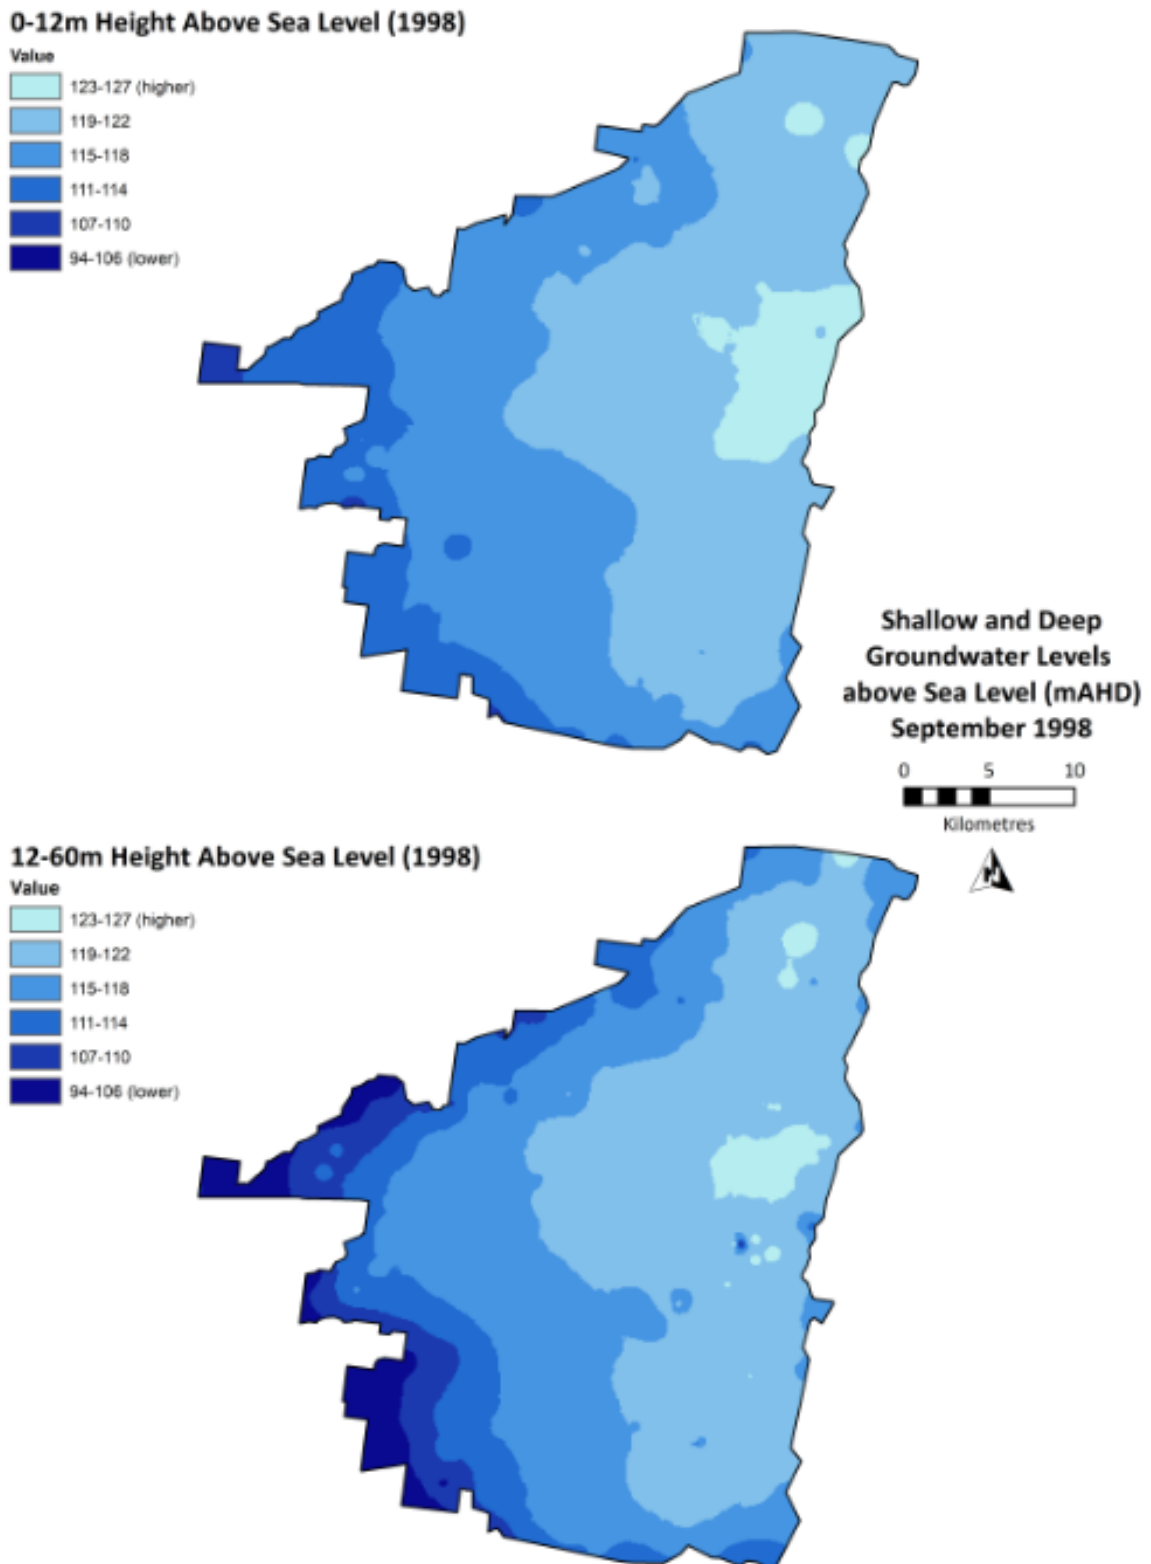 0-12m Height Above Sea Level (1998)
Value
123-127 (higher)
119-122
115-118
111-114
107-110
94-106 (lower)
Shallow and Deep
Groundwater Levels
above Sea Level (mAHD)
September 1998
0 5 10
Kilometres
N
12-60m Height Above Sea Level (1998)
Value
123-127 (higher)
119-122
115-118
111-114
107-110
94-106 (lower)